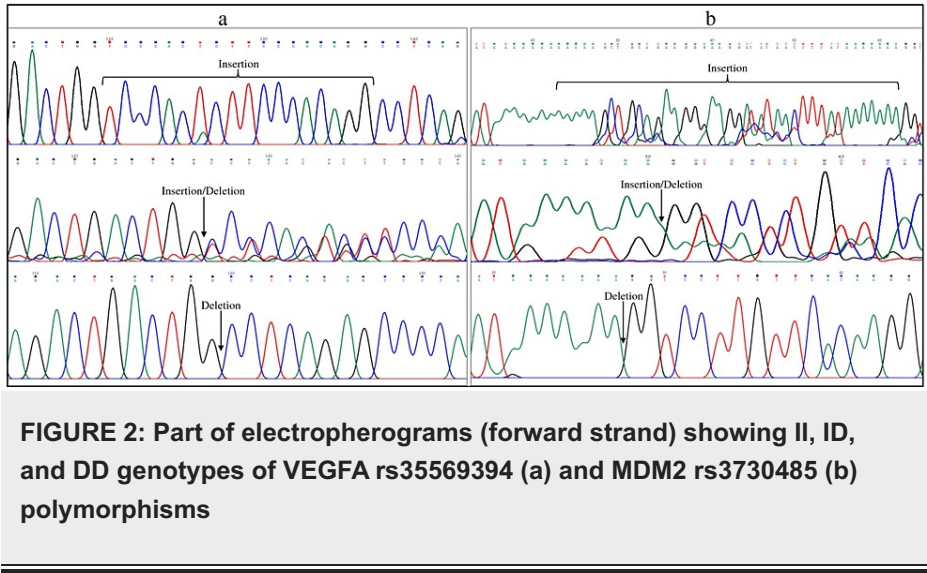 a
b
Insertion
Insertion
Insertion/Deletion
Insertion/Deletion
Deletion
Deletion
FIGURE 2: Part of electropherograms (forward strand) showing II, ID,
and DD genotypes of VEGFA rs35569394 (a) and MDM2 rs3730485 (b)
polymorphisms